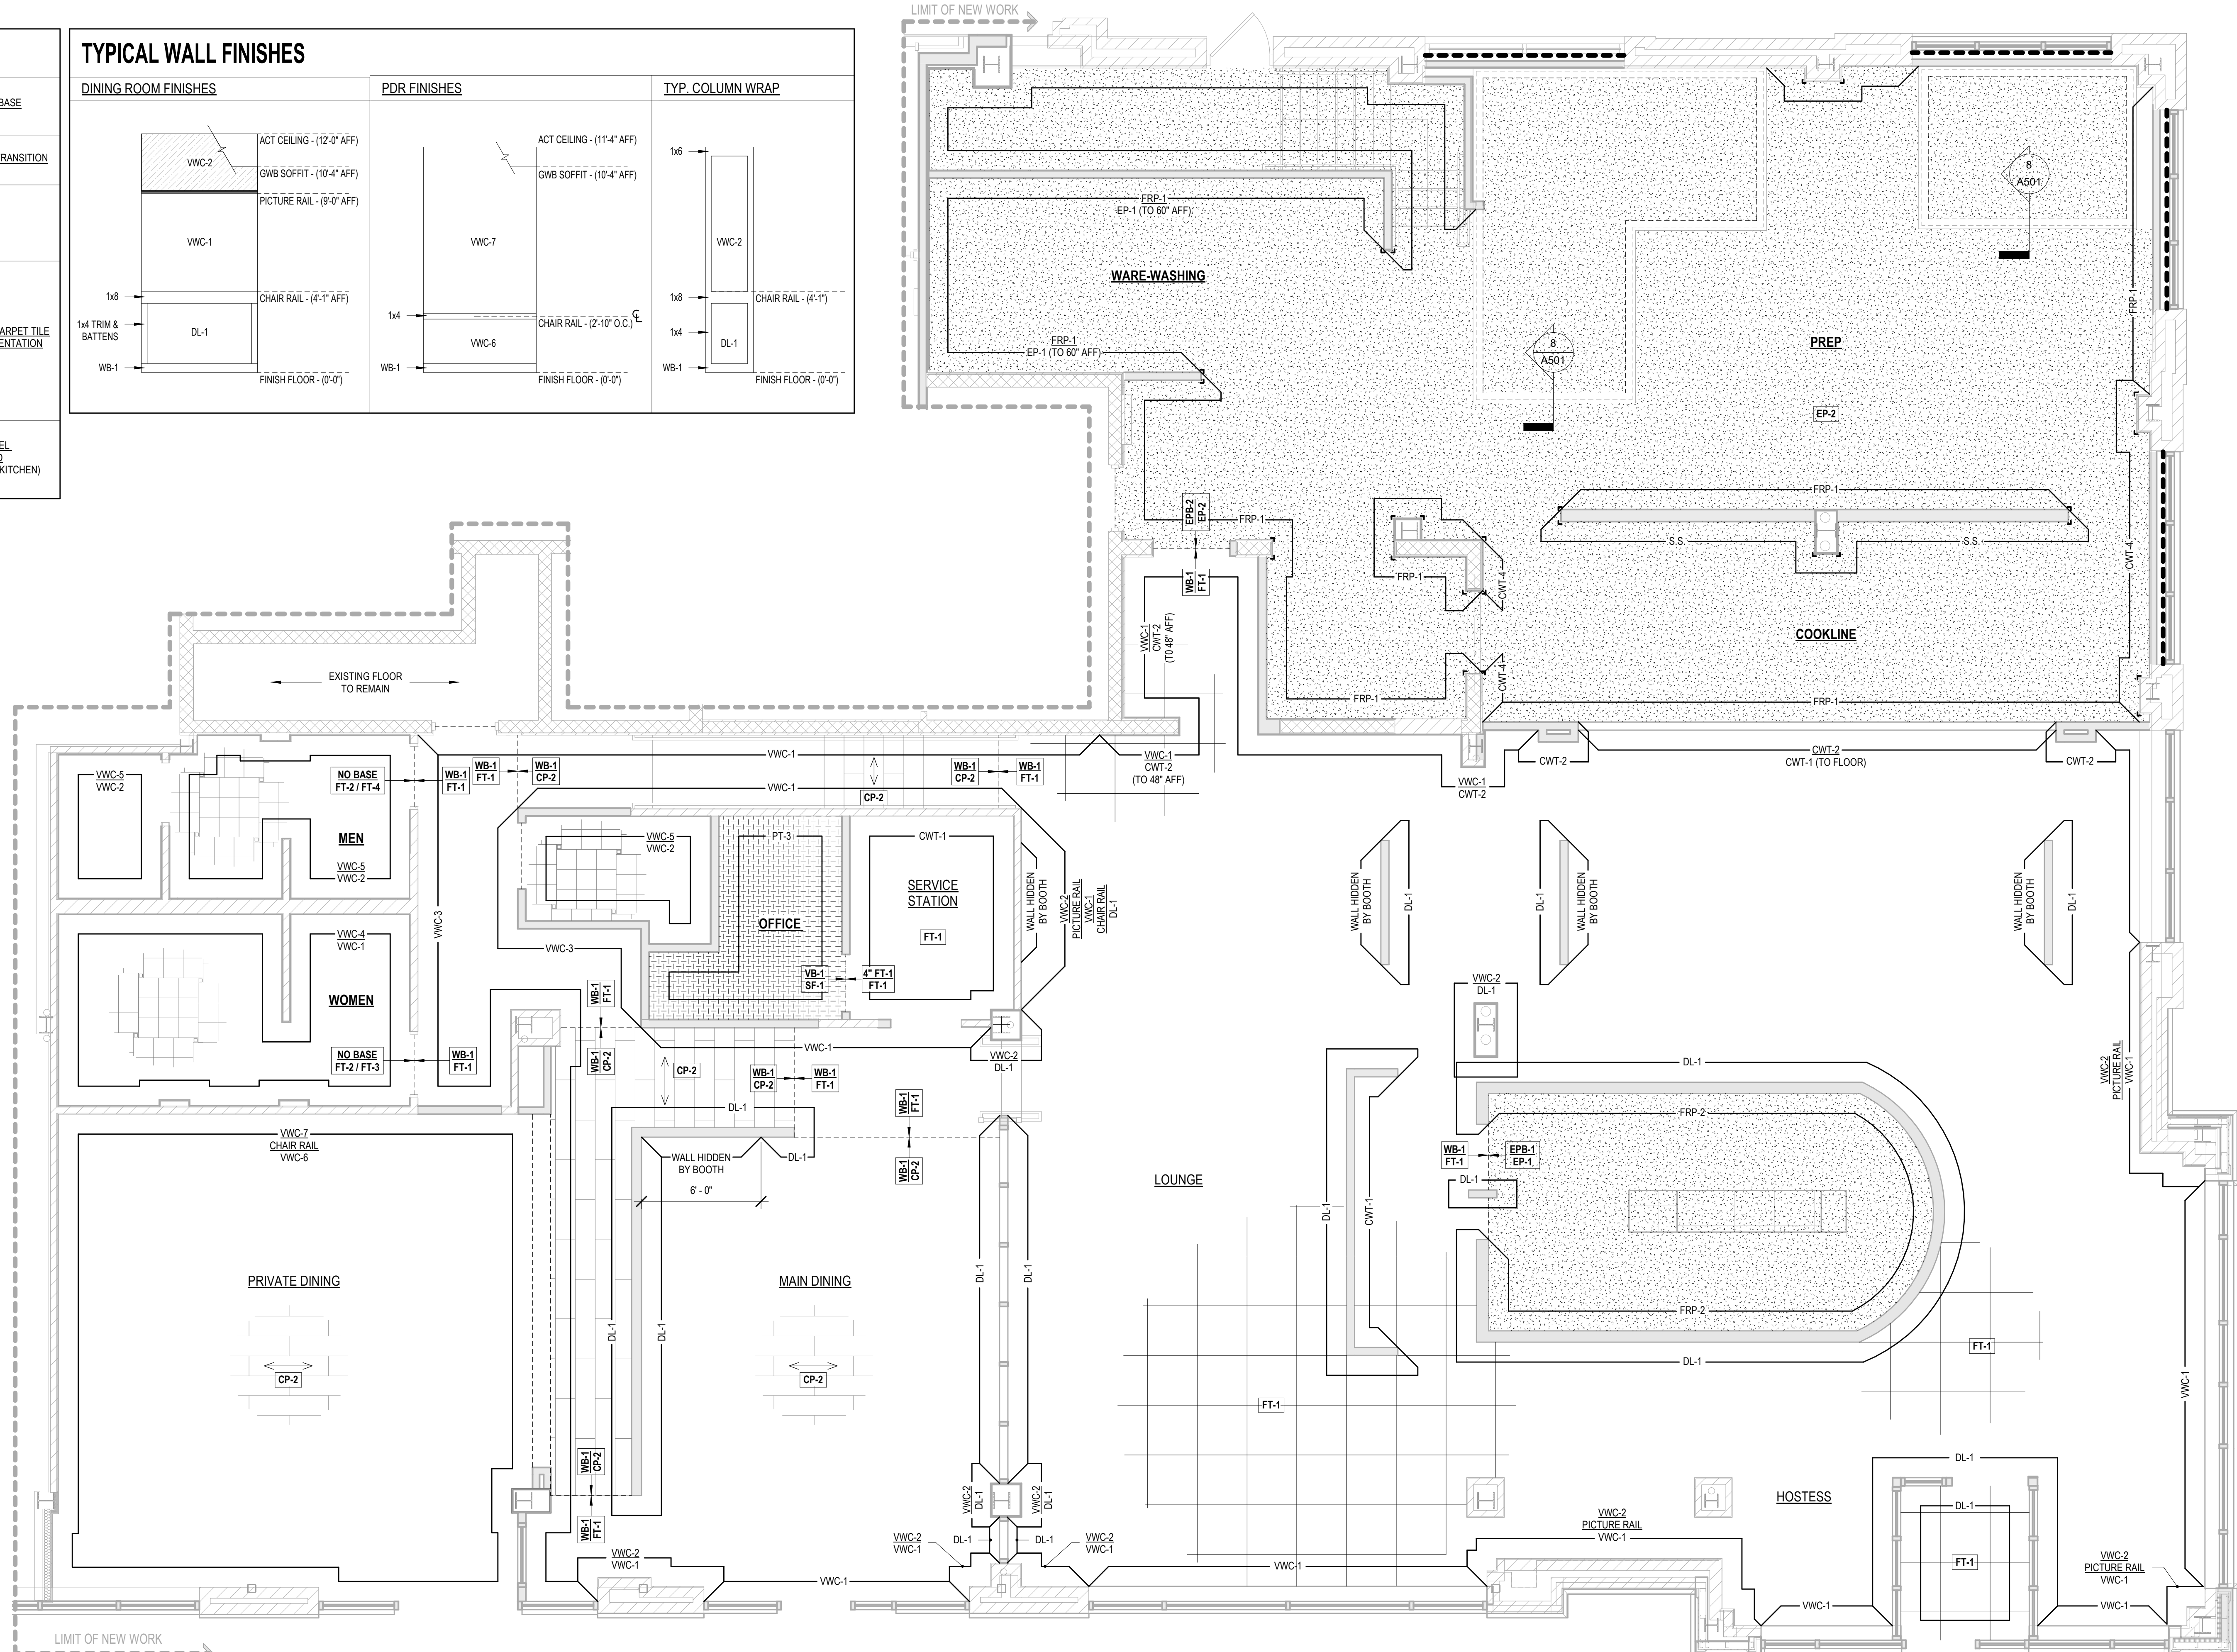 BASE
RANSITION
ARPET TILE
ENTATION
EL
D
KITCHEN)
TYPICAL WALL FINISHES
DINING ROOM FINISHES
ACT CEILING - (12'-0" AFF)
VWC-2
GWB SOFFIT - (10'-4" AFF)
PICTURE RAIL - (9'-0" AFF)
VWC-1
1x8
CHAIR RAIL - (4'-1" AFF)
1x4 TRIM &
BATTENS
DL-1
WB-1
FINISH FLOOR - (0'-0")
PDR FINISHES
ACT CEILING - (11'-4" AFF)
GWB SOFFIT - (10'-4" AFF)
VWC-7
1x4
CHAIR RAIL - (2'-10" O.C.)
VWC-6
WB-1
FINISH FLOOR - (0'-0")
TYP. COLUMN WRAP
1x6
VWC-2
1x8
CHAIR RAIL - (4'-1")
1x4
DL-1
WB-1
FINISH FLOOR - (0'-0")
LIMIT OF NEW WORK
FRP-1
EP-1 (TO 60" AFF)
WARE-WASHING
FRP-1
EP-1 (TO 60" AFF)
8
A501
8
A501
FRP-1
PREP
EP-2
FRP-1
S.S.
S.S.
CWT-4
EPB-2
EP-2
FRP-1
WB-1
FT-1
FRP-1
CWT-4
COOKLINE
VWC-1
CWT-2
(TO 48" AFF)
CWT-4
FRP-1
FRP-1
EXISTING FLOOR
TO REMAIN
VWC-1
VWC-1
CWT-2
(TO 48" AFF)
CWT-2
CWT-2
CWT-1 (TO FLOOR)
CWT-2
VWC-1
CWT-2
VWC-5
VWC-2
NO BASE
FT-2 / FT-4
WB-1
FT-1
WB-1
FT-1
WB-1
CP-2
WB-1
CP-2
WB-1
FT-1
VWC-1
CP-2
MEN
VWC-5
VWC-2
VWC-5
VWC-2
PT-3
CWT-1
SERVICE
STATION
OFFICE
FT-1
WALL HIDDEN
BY BOOTH
VWC-2
PICTURE RAIL
VWC-1
CHAIR RAIL
DL-1
WALL HIDDEN
BY BOOTH
DL-1
DL-1
WALL HIDDEN
BY BOOTH
WALL HIDDEN
BY BOOTH
DL-1
VWC-3
VWC-3
VWC-4
VWC-1
WOMEN
VB-1
SF-1
4" FT-1
FT-1
WB-1
FT-1
WB-1
CP-2
NO BASE
FT-2 / FT-3
WB-1
FT-1
VWC-1
VWC-2
DL-1
CP-2
WB-1
CP-2
WB-1
FT-1
VWC-2
DL-1
DL-1
VWC-2
PICTURE RAIL
VWC-1
DL-1
WB-1
FT-1
WB-1
CP-2
VWC-7
CHAIR RAIL
VWC-6
WALL HIDDEN
BY BOOTH
DL-1
6' - 0"
FRP-2
WB-1
FT-1
EPB-1
EP-1
DL-1
LOUNGE
DL-1
CWT-1
PRIVATE DINING
CP-2
MAIN DINING
CP-2
DL-1
DL-1
DL-1
DL-1
FRP-2
DL-1
FT-1
FT-1
VWC-1
WB-1
CP-2
WB-1
FT-1
VWC-2
DL-1
VWC-2
DL-1
VWC-2
VWC-1
DL-1
DL-1
VWC-2
VWC-1
VWC-2
VWC-1
VWC-1
VWC-1
HOSTESS
VWC-2
PICTURE RAIL
VWC-1
DL-1
DL-1
FT-1
VWC-1
VWC-1
VWC-2
PICTURE RAIL
VWC-1
LIMIT OF NEW WORK